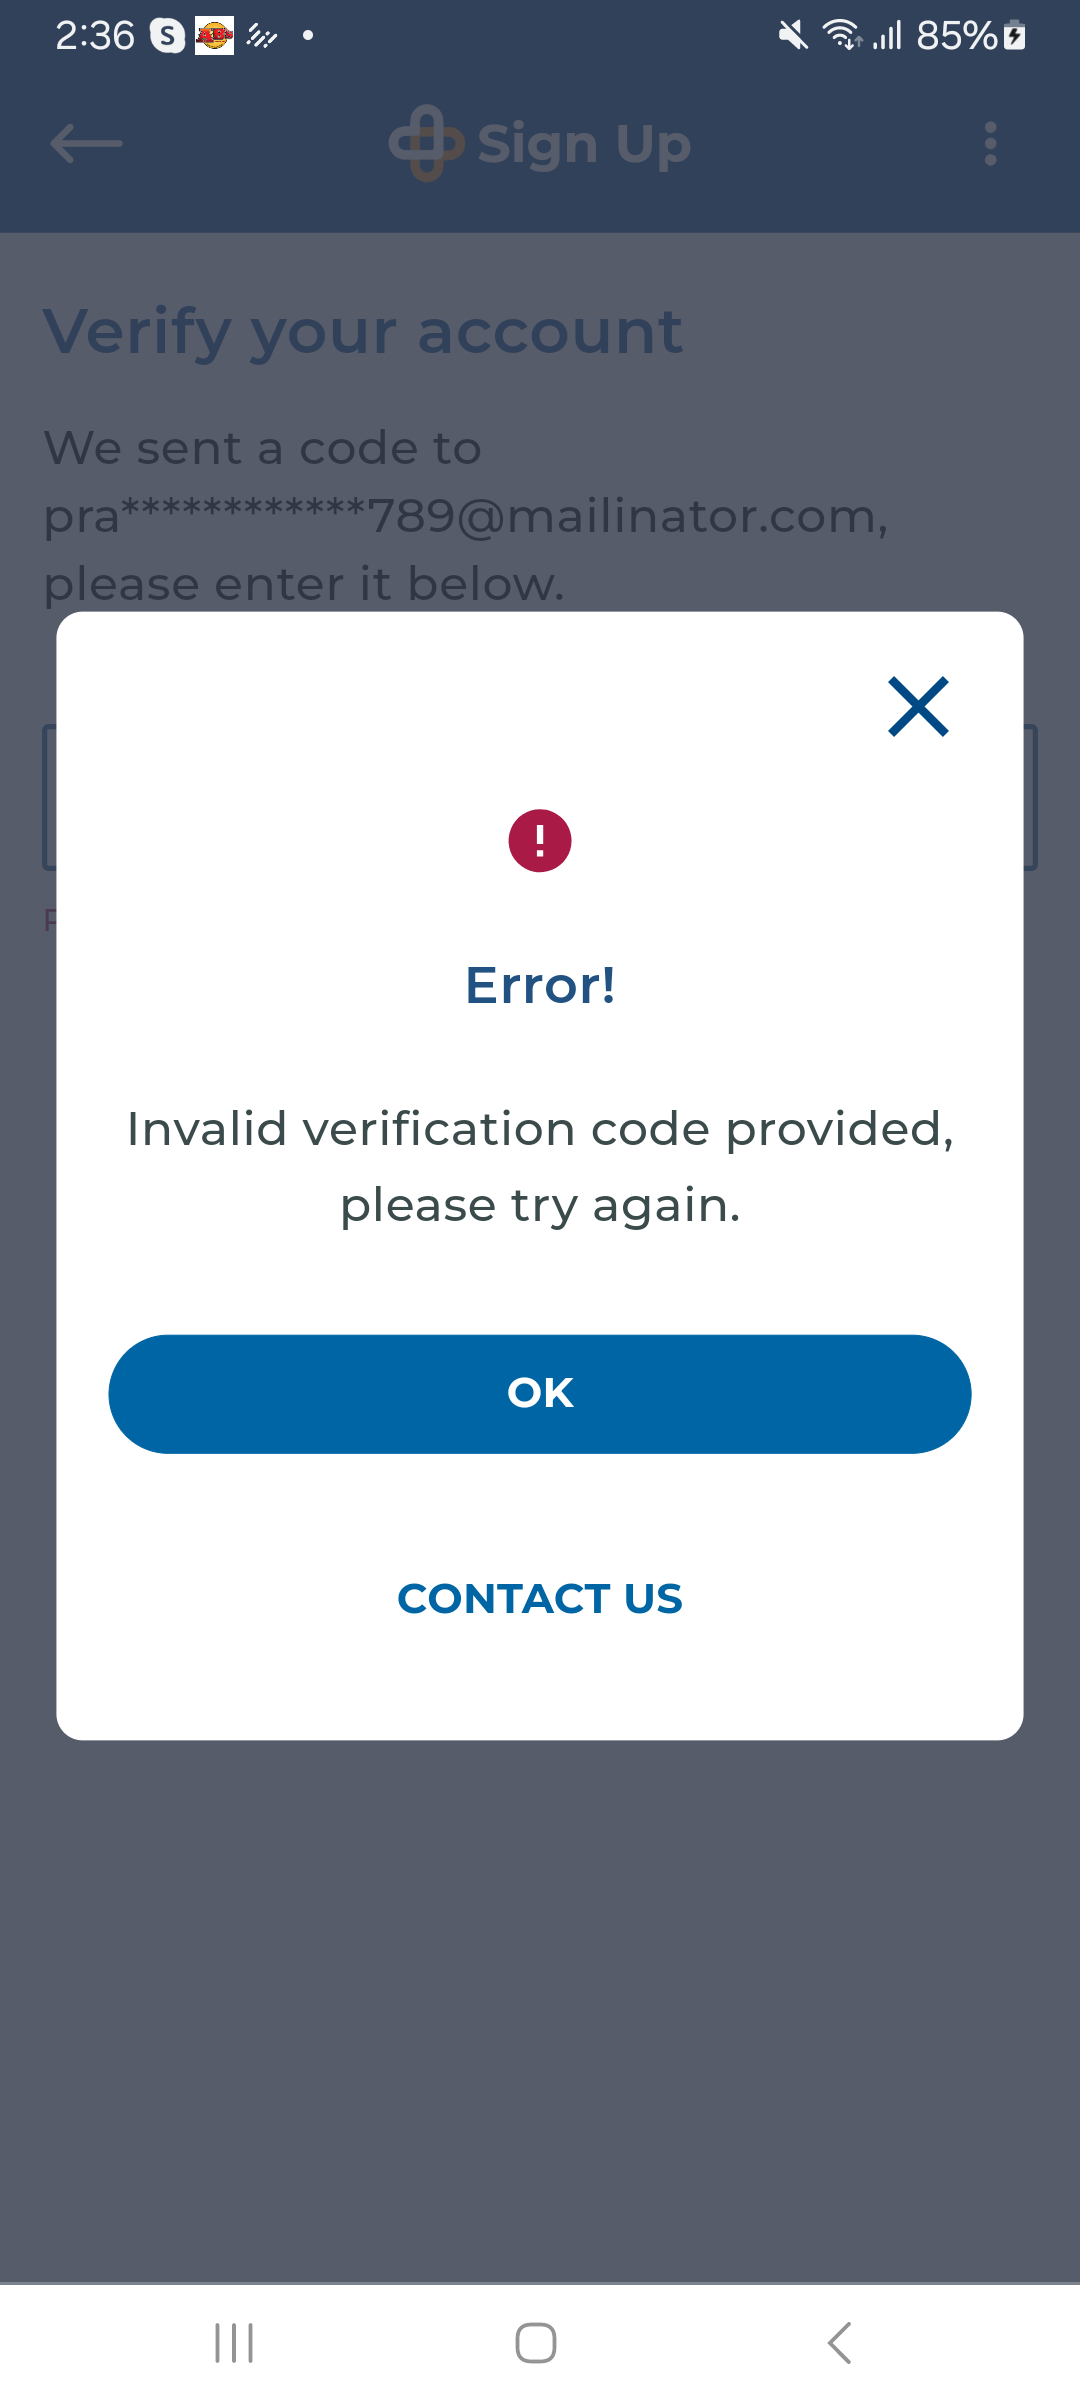 2:36 S 85%
Sign Up
Verify your account
We sent a code to
pra************789@mailinator.com,
please enter it below.
Error!
Invalid verification code provided,
please try again.
OK
CONTACT US